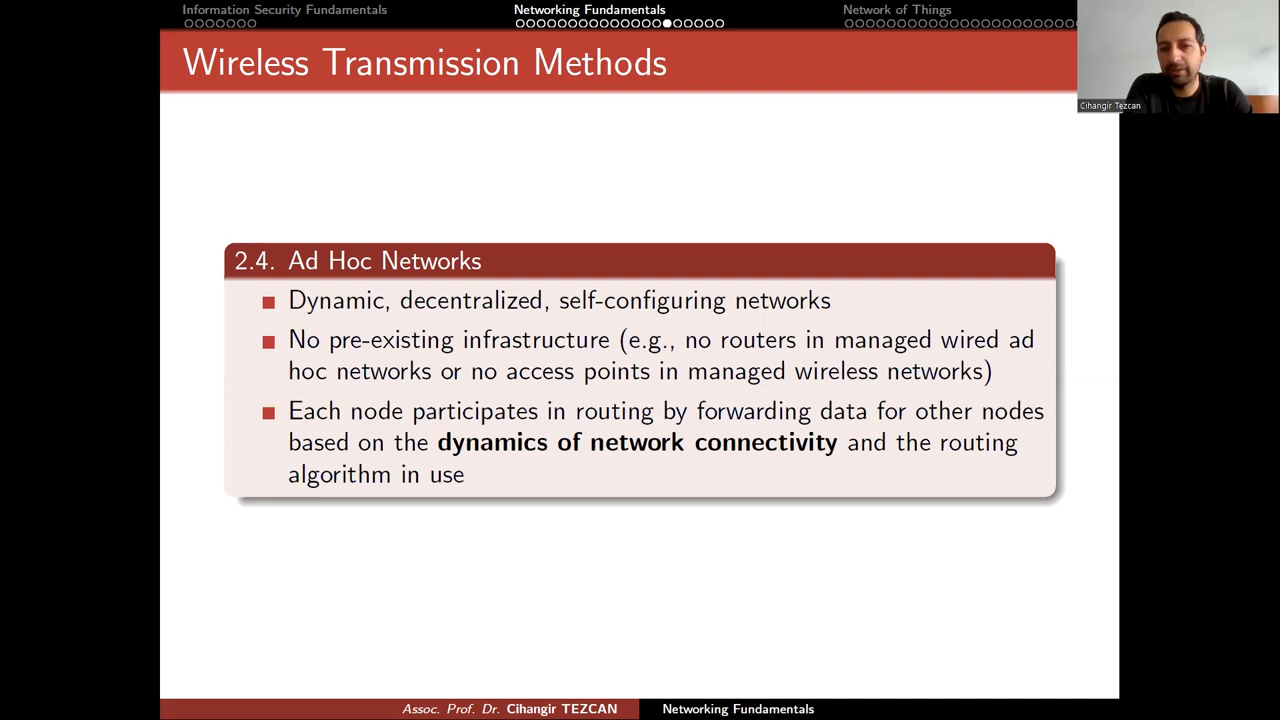 Information Security Fundamentals
Networking Fundamentals
Network of Things
Wireless Transmission Methods
Cihangir Tezcan
2.4. Ad Hoc Networks
Dynamic, decentralized, self-configuring networks
No pre-existing infrastructure (e.g., no routers in managed wired ad
hoc networks or no access points in managed wireless networks)
Each node participates in routing by forwarding data for other nodes
based on the dynamics of network connectivity and the routing
algorithm in use
Assoc. Prof. Dr. Cihangir TEZCAN
Networking Fundamentals